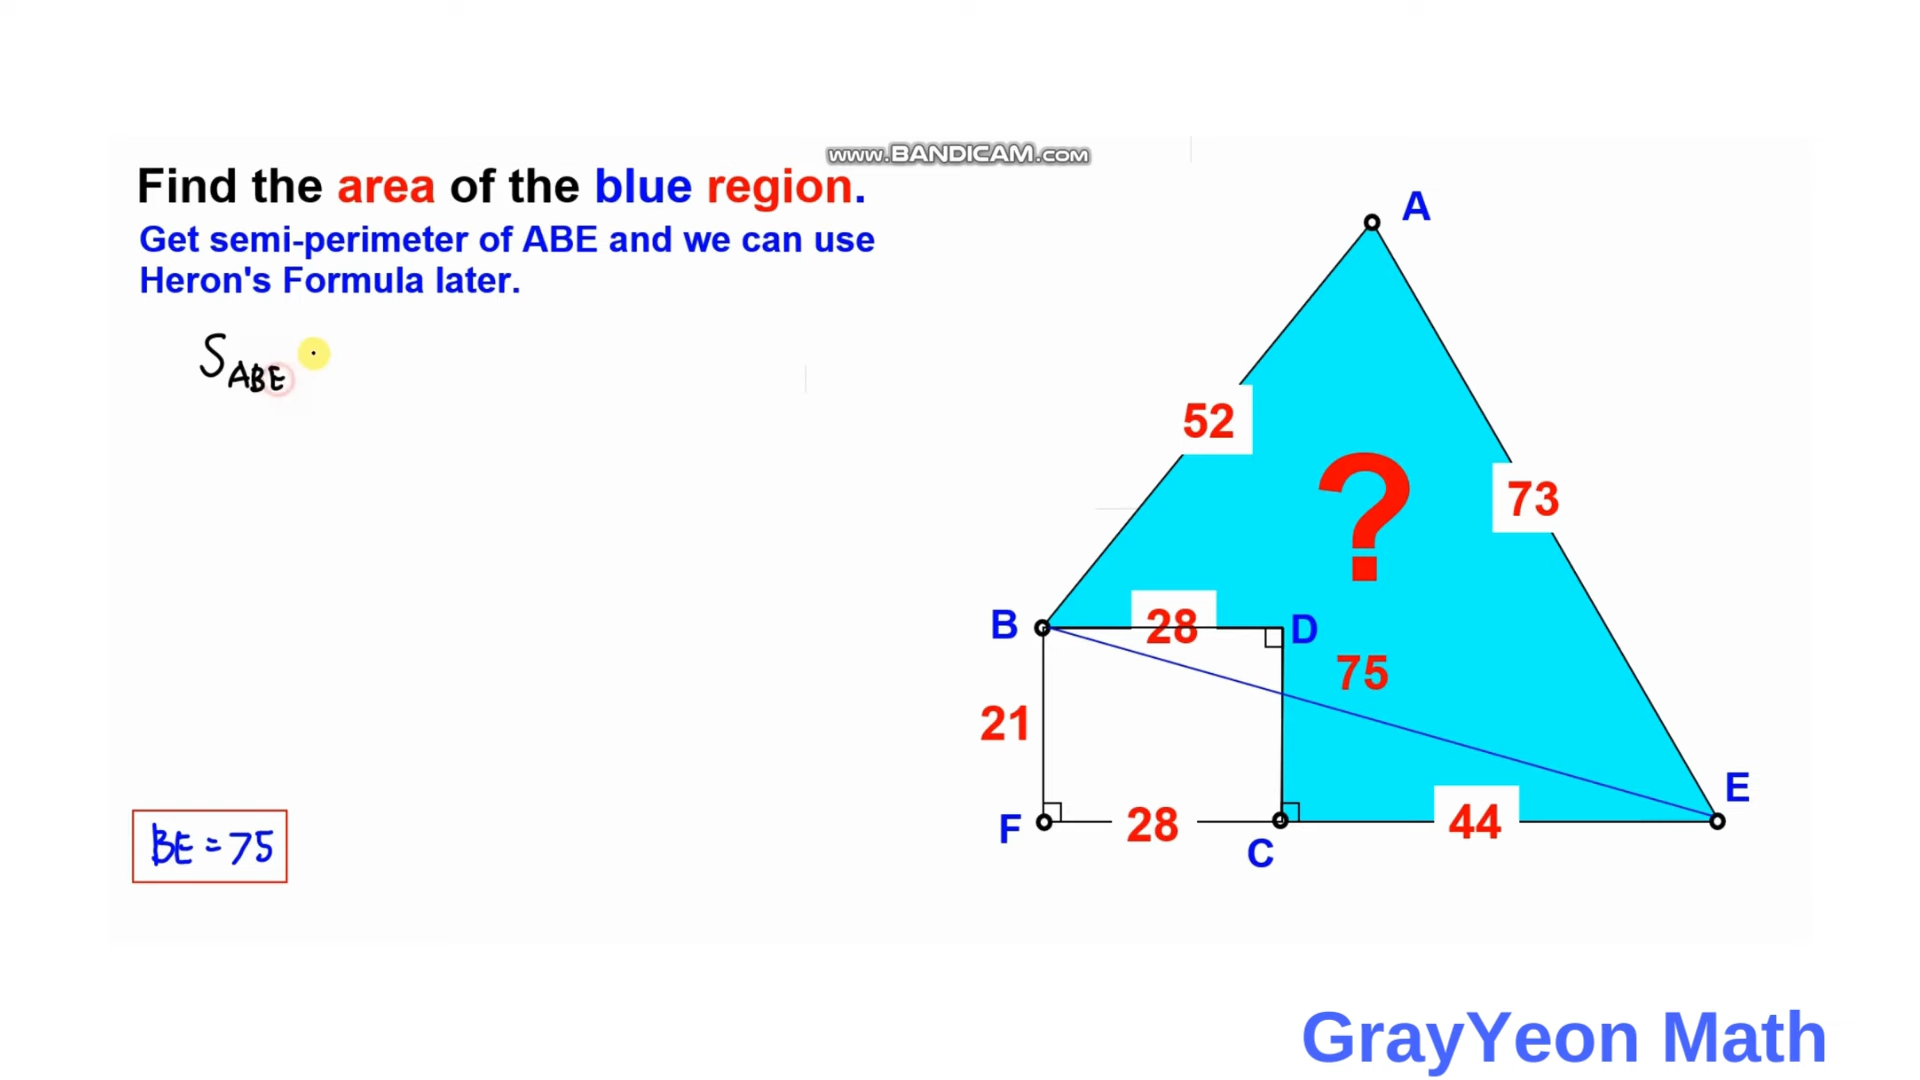 www.BANDICAM.com
Find the area of the blue region.
Get semi-perimeter of ABE and we can use
Heron's Formula later.
S ABE
A
52
73
?
B
28
D
75
21
E
F
28
44
C
BE = 75
GrayYeon Math